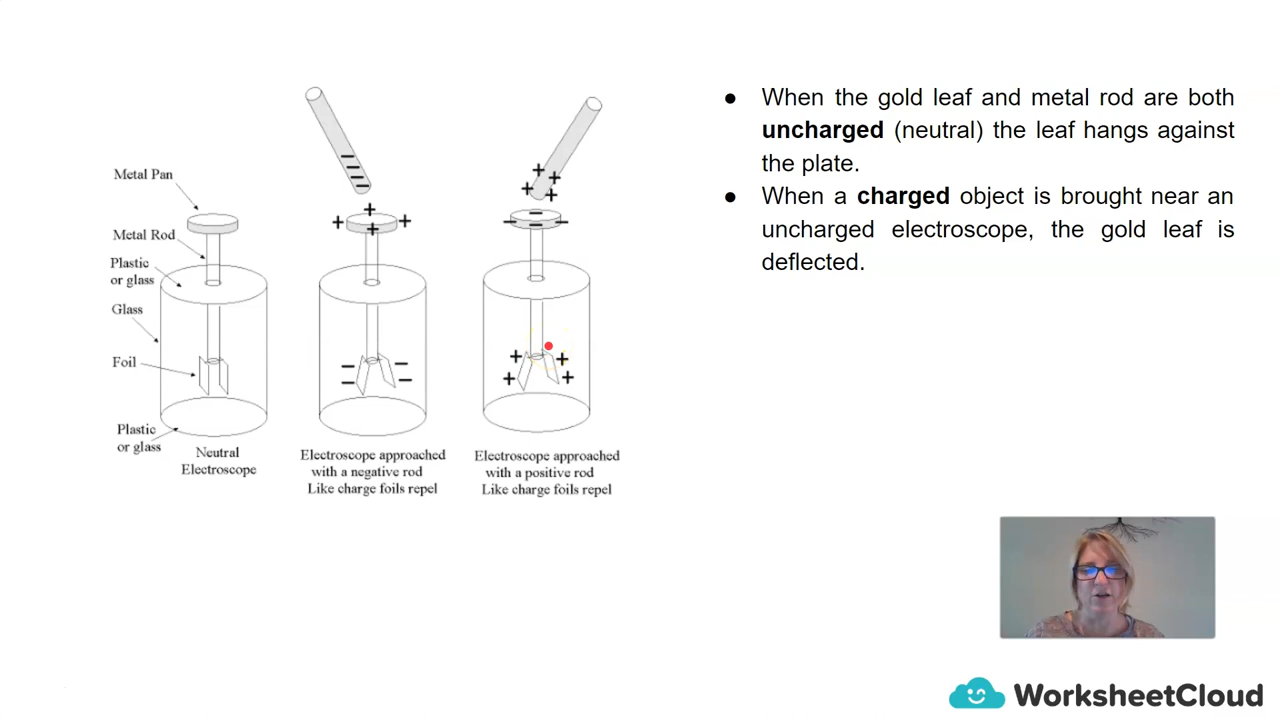 Metal Pan
Metal Rod
Plastic
or glass
Glass
Foil
Plastic
or glass
Neutral
Electroscope
− − − −
+ + + +
− −
− −
Electroscope approached
with a negative rod
Like charge foils repel
+ + + +
− − − −
+ +
+ +
Electroscope approached
with a positive rod
Like charge foils repel
● When the gold leaf and metal rod are both
uncharged (neutral) the leaf hangs against
the plate.
● When a charged object is brought near an
uncharged electroscope, the gold leaf is
deflected.
WorksheetCloud